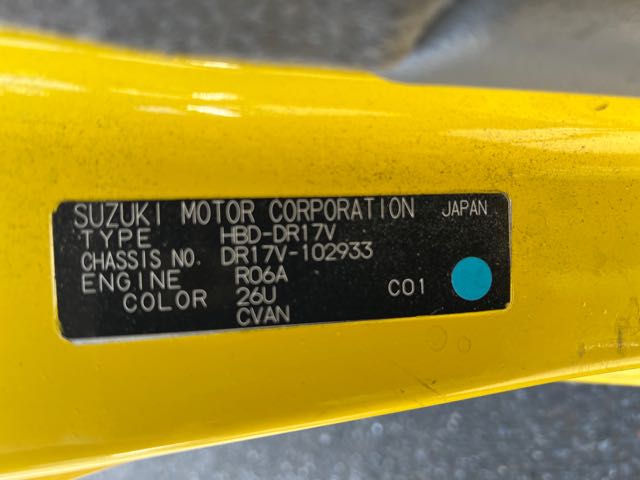 SUZUKI MOTOR CORPORATION JAPAN
TYPE HBD-DR17V
CHASSIS NO. DR17V-102933
ENGINE R06A
COLOR 26U C01
CVAN